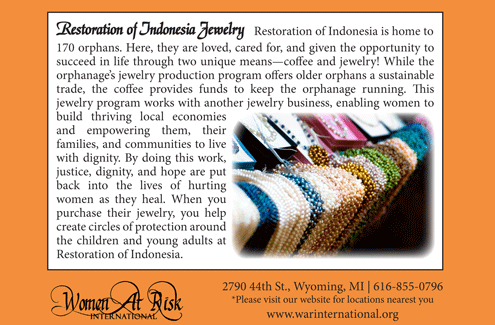 Restoration of Indonesia Jewelry Restoration of Indonesia is home to
170 orphans. Here, they are loved, cared for, and given the opportunity to
succeed in life through two unique means—coffee and jewelry! While the
orphanage's jewelry production program offers older orphans a sustainable
trade, the coffee provides funds to keep the orphanage running. This
jewelry program works with another jewelry business, enabling women to
build thriving local economies
and empowering them, their
families, and communities to live
with dignity. By doing this work,
justice, dignity, and hope are put
back into the lives of hurting
women as they heal. When you
purchase their jewelry, you help
create circles of protection around
the children and young adults at
Restoration of Indonesia.
Women At Risk
INTERNATIONAL
2790 44th St., Wyoming, MI | 616-855-0796
*Please visit our website for locations nearest you
www.warinternational.org